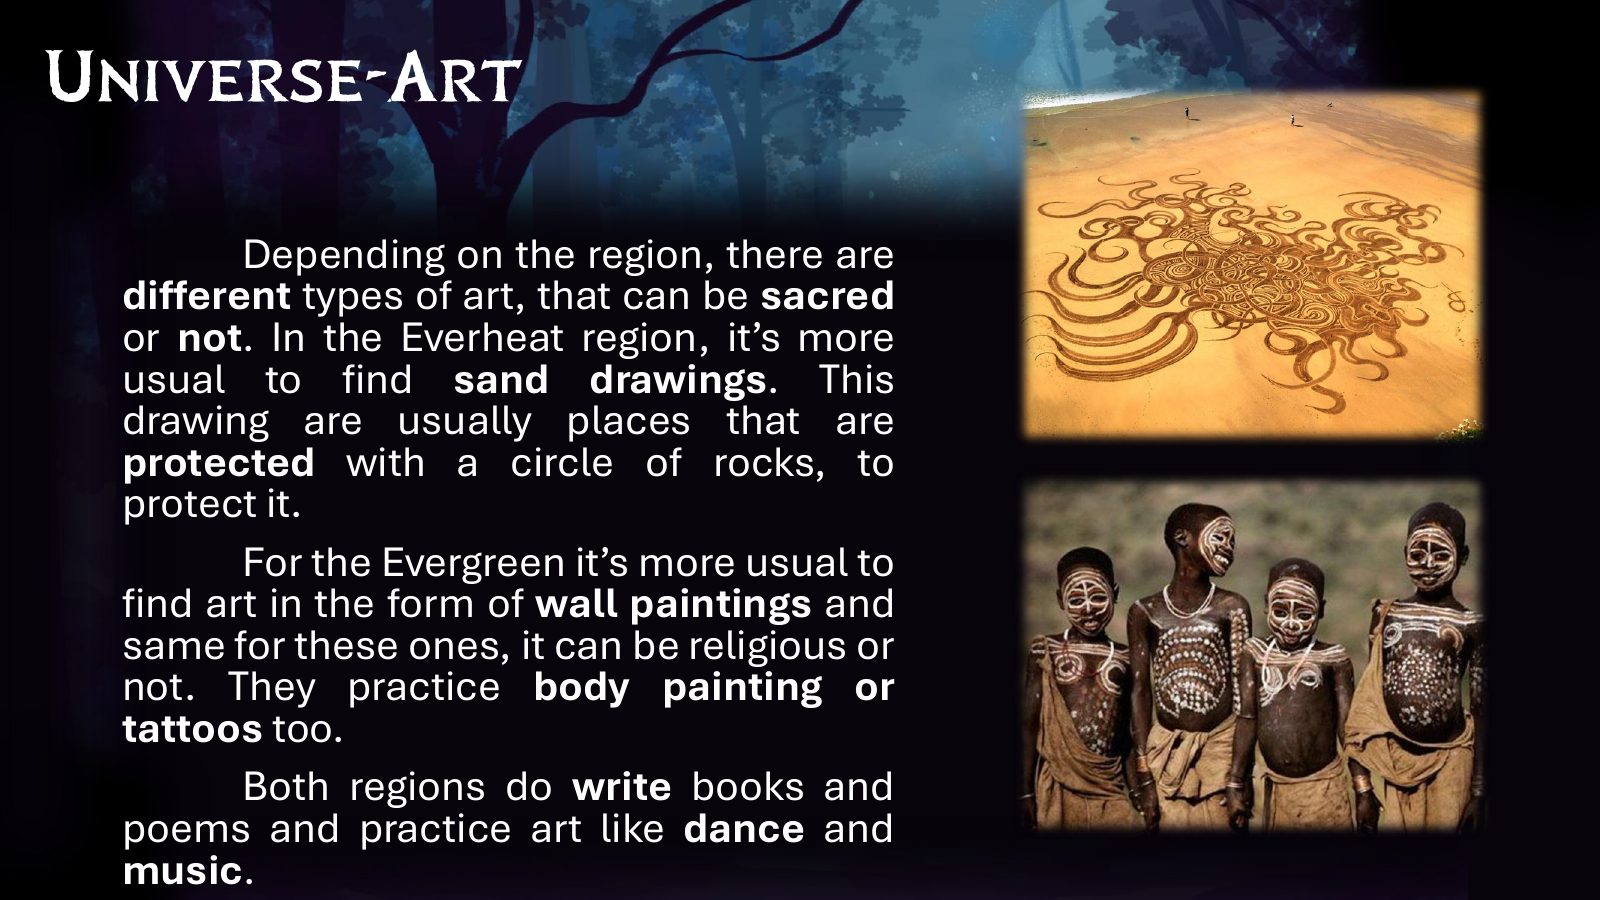 Universe-Art
Depending on the region, there are
different types of art, that can be sacred
or not. In the Everheat region, it’s more
usual to find sand drawings. This
drawing are usually places that are
protected with a circle of rocks, to
protect it.
For the Evergreen it’s more usual to
find art in the form of wall paintings and
same for these ones, it can be religious or
not. They practice body painting or
tattoos too.
Both regions do write books and
poems and practice art like dance and
music.